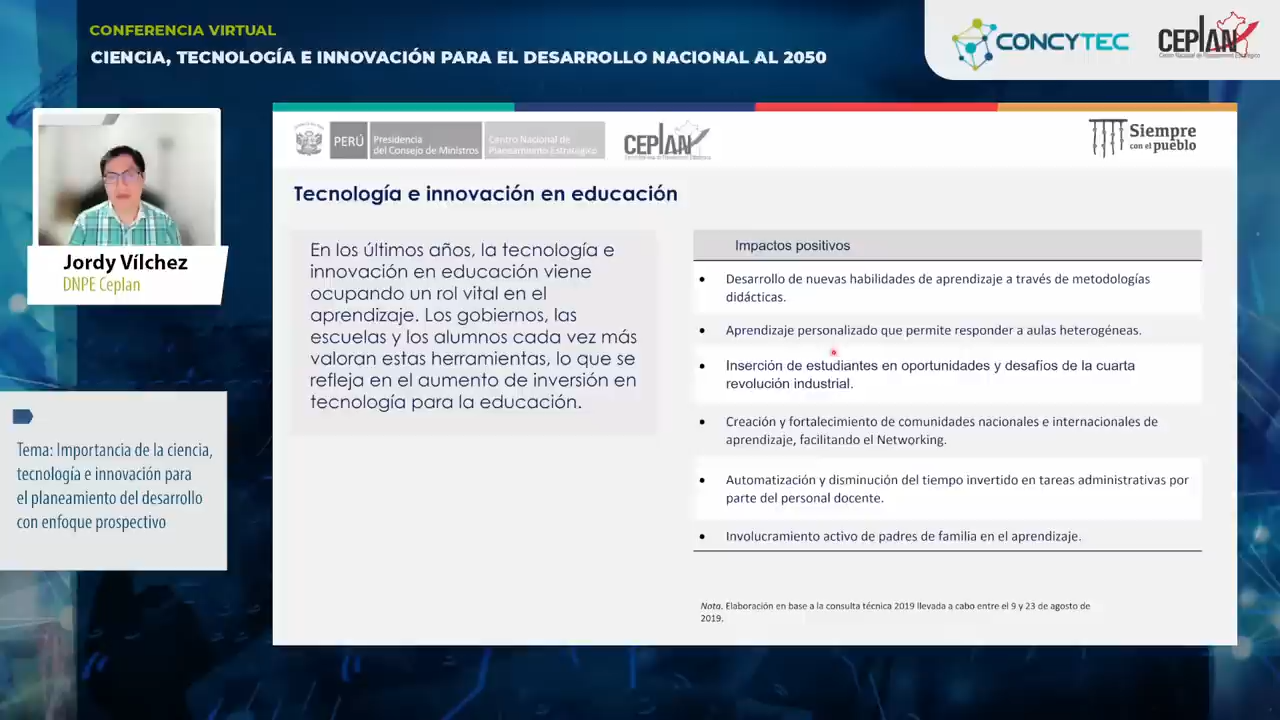 CONFERENCIA VIRTUAL
CIENCIA, TECNOLOGÍA E INNOVACIÓN PARA EL DESARROLLO NACIONAL AL 2050
CONCYTEC
CEPLAN
Centro Nacional de Planeamiento Estratégico
Jordy Vílchez
DNPE Ceplan
Tema: Importancia de la ciencia,
tecnología e innovación para
el planeamiento del desarrollo
con enfoque prospectivo
PERÚ
Presidencia
del Consejo de Ministros
Centro Nacional de
Planeamiento Estratégico
CEPLAN
Siempre
con el pueblo
Tecnología e innovación en educación
En los últimos años, la tecnología e
innovación en educación viene
ocupando un rol vital en el
aprendizaje. Los gobiernos, las
escuelas y los alumnos cada vez más
valoran estas herramientas, lo que se
refleja en el aumento de inversión en
tecnología para la educación.
Impactos positivos
• Desarrollo de nuevas habilidades de aprendizaje a través de metodologías
didácticas.
• Aprendizaje personalizado que permite responder a aulas heterogéneas.
• Inserción de estudiantes en oportunidades y desafíos de la cuarta
revolución industrial.
• Creación y fortalecimiento de comunidades nacionales e internacionales de
aprendizaje, facilitando el Networking.
• Automatización y disminución del tiempo invertido en tareas administrativas por
parte del personal docente.
• Involucramiento activo de padres de familia en el aprendizaje.
Nota. Elaboración en base a la consulta técnica 2019 llevada a cabo entre el 9 y 23 de agosto de
2019.